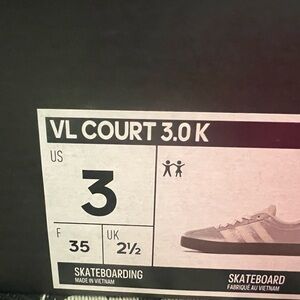 VL COURT 3.0 K
US
3
F
35
UK
2½
SKATEBOARDING
MADE IN VIETNAM
SKATEBOARD
FABRIQUÉ AU VIETNAM